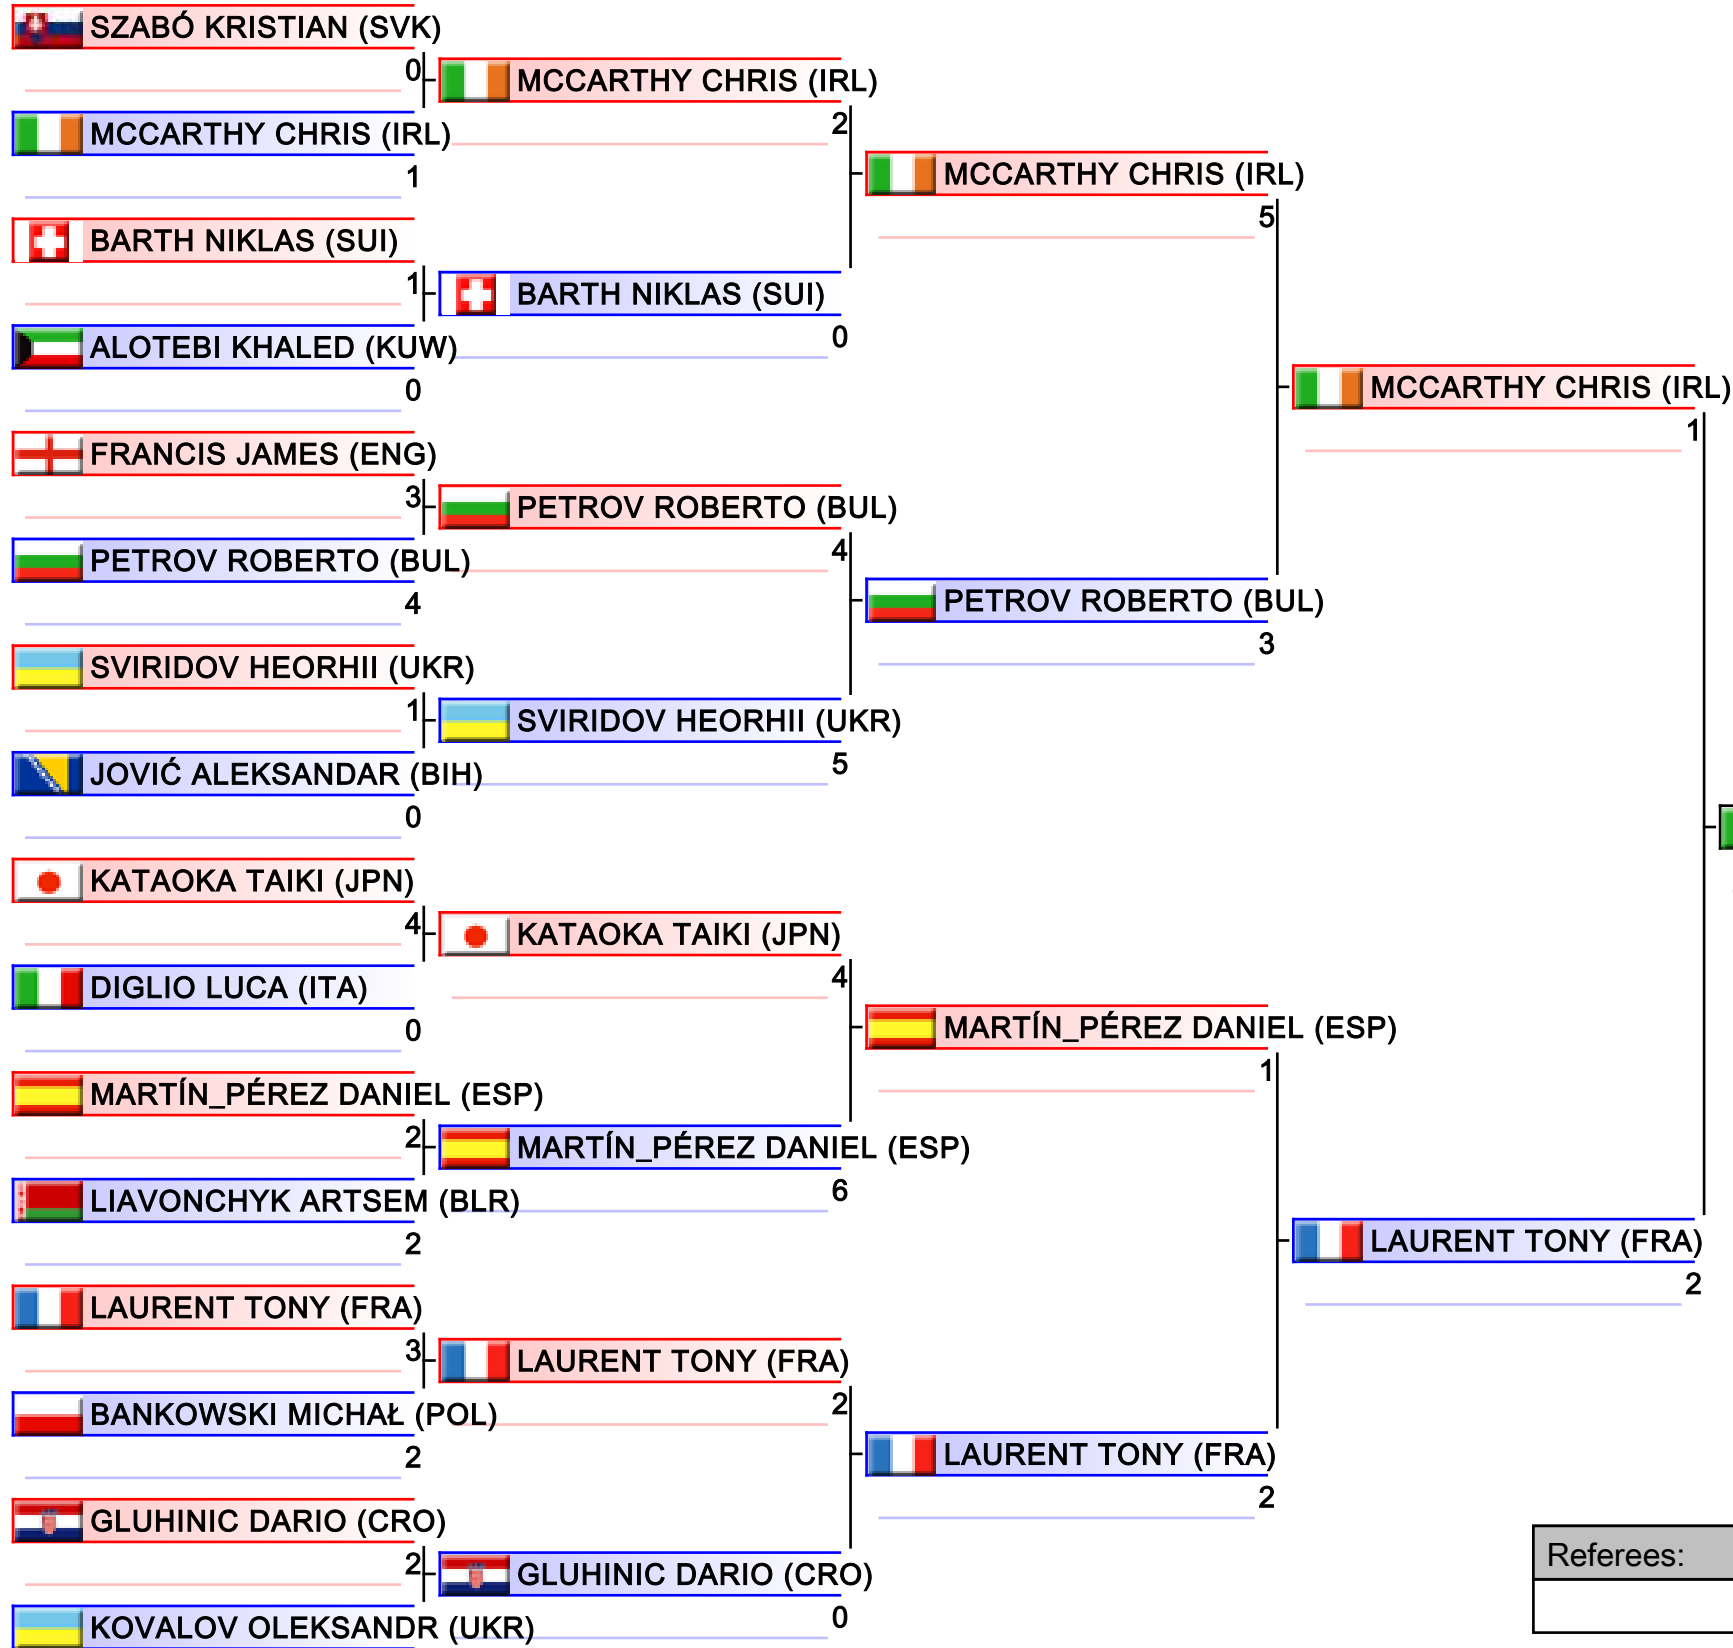 SZABÓ KRISTIAN (SVK)
0
MCCARTHY CHRIS (IRL)
1
BARTH NIKLAS (SUI)
1
ALOTEBI KHALED (KUW)
0
FRANCIS JAMES (ENG)
3
PETROV ROBERTO (BUL)
4
SVIRIDOV HEORHII (UKR)
1
JOVIĆ ALEKSANDAR (BIH)
0
KATAOKA TAIKI (JPN)
4
DIGLIO LUCA (ITA)
0
MARTÍN_PÉREZ DANIEL (ESP)
2
LIAVONCHYK ARTSEM (BLR)
2
LAURENT TONY (FRA)
3
BANKOWSKI MICHAŁ (POL)
2
GLUHINIC DARIO (CRO)
2
KOVALOV OLEKSANDR (UKR)
MCCARTHY CHRIS (IRL)
2
BARTH NIKLAS (SUI)
0
PETROV ROBERTO (BUL)
4
SVIRIDOV HEORHII (UKR)
5
KATAOKA TAIKI (JPN)
4
MARTÍN_PÉREZ DANIEL (ESP)
6
LAURENT TONY (FRA)
2
GLUHINIC DARIO (CRO)
0
MCCARTHY CHRIS (IRL)
5
PETROV ROBERTO (BUL)
3
MARTÍN_PÉREZ DANIEL (ESP)
1
LAURENT TONY (FRA)
2
MCCARTHY CHRIS (IRL)
1
LAURENT TONY (FRA)
2
Referees: